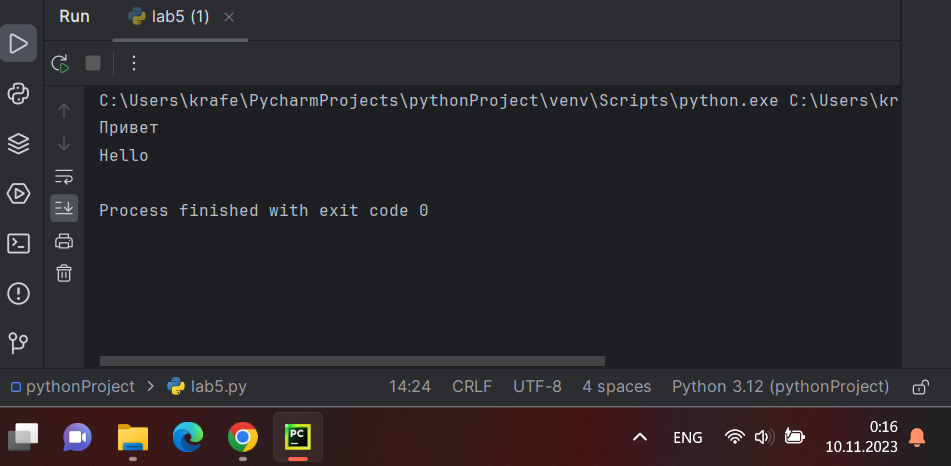 Run lab5 (1)
C:\Users\krafe\PycharmProjects\pythonProject\venv\Scripts\python.exe C:\Users\kr
Привет
Hello
Process finished with exit code 0
pythonProject > lab5.py 14:24 CRLF UTF-8 4 spaces Python 3.12 (pythonProject)
PC
ENG 0:16
10.11.2023